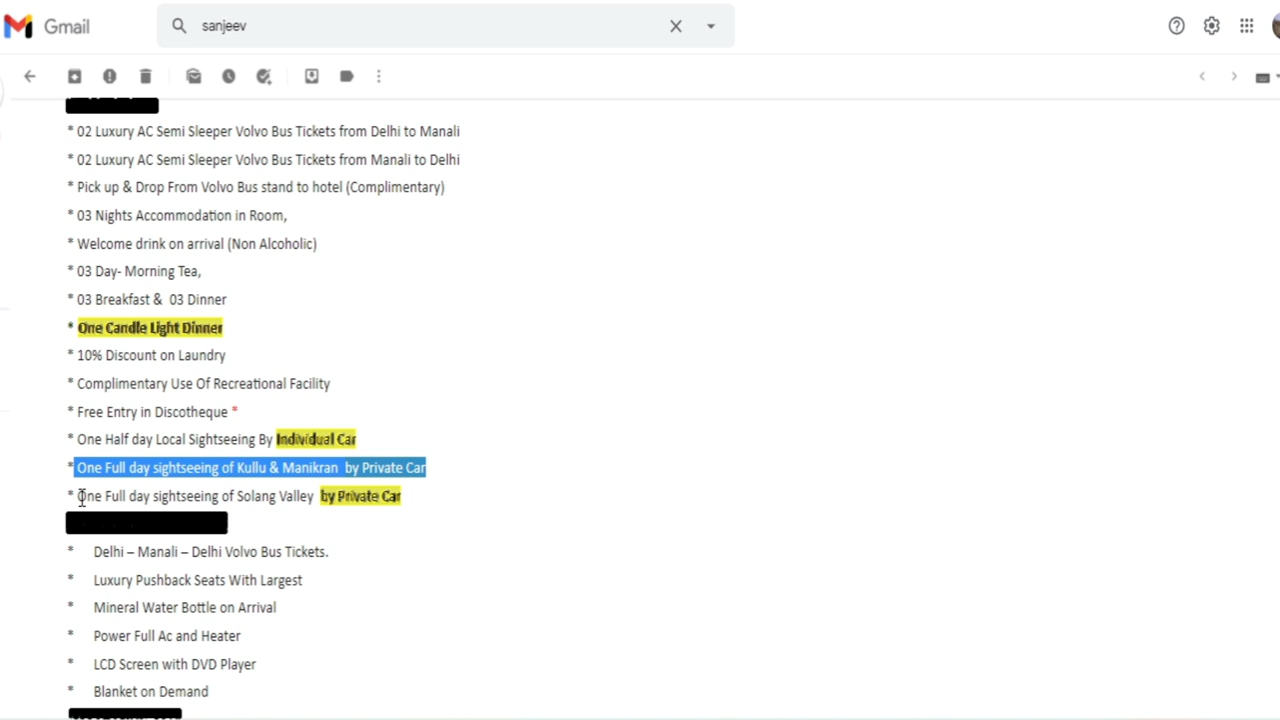 Gmail
sanjeev
* 02 Luxury AC Semi Sleeper Volvo Bus Tickets from Delhi to Manali
* 02 Luxury AC Semi Sleeper Volvo Bus Tickets from Manali to Delhi
* Pick up & Drop From Volvo Bus stand to hotel (Complimentary)
* 03 Nights Accommodation in Room,
* Welcome drink on arrival (Non Alcoholic)
* 03 Day- Morning Tea,
* 03 Breakfast & 03 Dinner
* One Candle Light Dinner
* 10% Discount on Laundry
* Complimentary Use Of Recreational Facility
* Free Entry in Discotheque *
* One Half day Local Sightseeing By Individual Car
* One Full day sightseeing of Kullu & Manikran by Private Car
* One Full day sightseeing of Solang Valley by Private Car
* Delhi – Manali – Delhi Volvo Bus Tickets.
* Luxury Pushback Seats With Largest
* Mineral Water Bottle on Arrival
* Power Full Ac and Heater
* LCD Screen with DVD Player
* Blanket on Demand